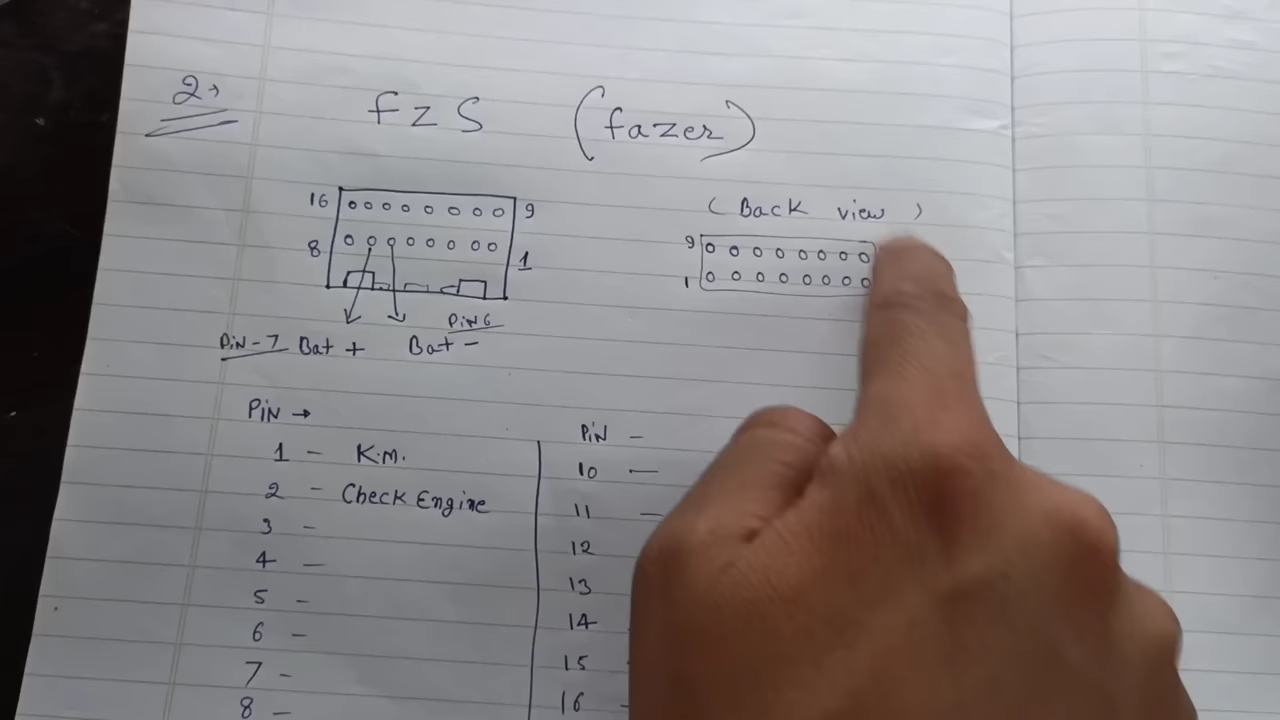 2,
fzS (fazer)
16 9
8 1
PiN-7 Bat + Bat - PiN 6
(Back view)
9
1
PiN →
1 - K.M.
2 - Check Engine
3 -
4 -
5 -
6 -
7 -
8 -
PiN -
10 -
11 -
12
13
14
15
16 -